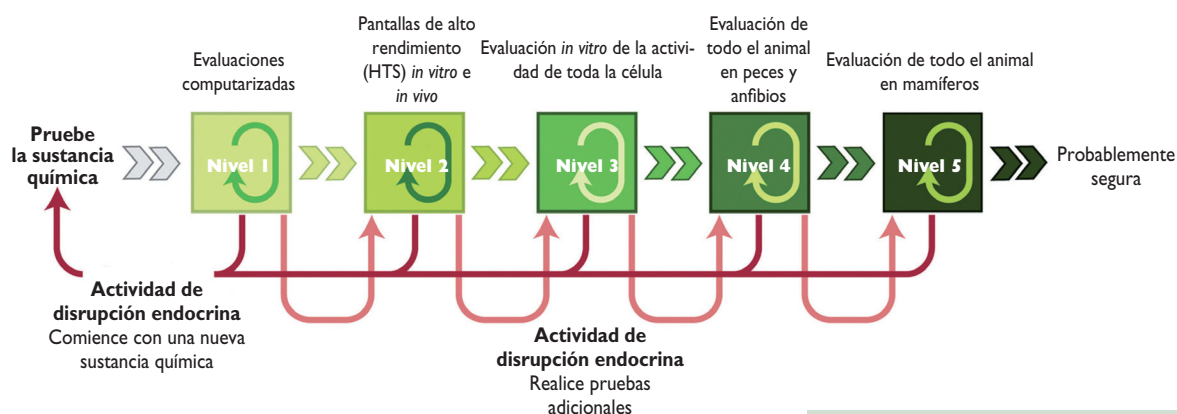 Evaluaciones
computarizadas
Pantallas de alto
rendimiento
(HTS) in vitro e
in vivo
Evaluación in vitro de la activi-
dad de toda la célula
Evaluación de
todo el animal
en peces y
anfibios
Evaluación de todo el animal
en mamíferos
Pruebe
la sustancia
química
Nivel 1
Nivel 2
Nivel 3
Nivel 4
Nivel 5
Probablemente
segura
Actividad de
disrupción endocrina
Comience con una nueva
sustancia química
Actividad de
disrupción endocrina
Realice pruebas
adicionales